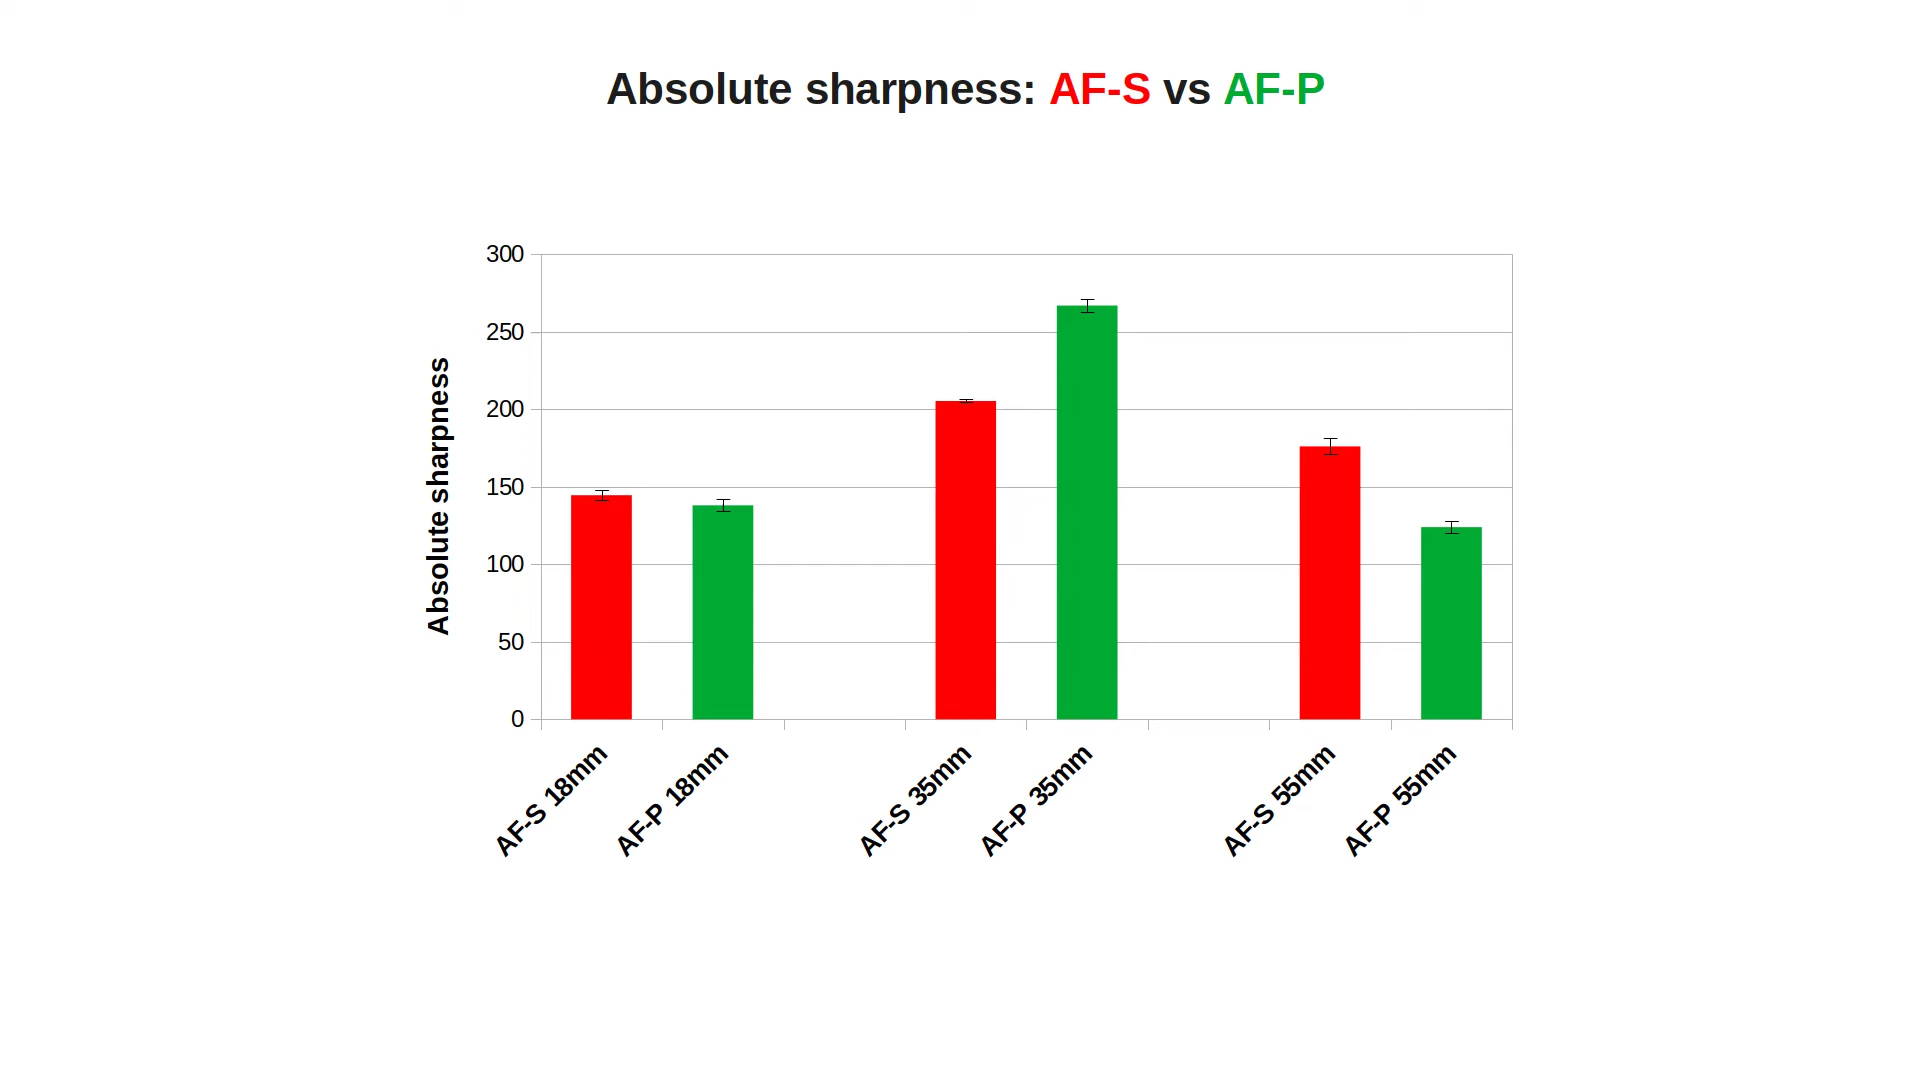 Absolute sharpness: AF-S vs AF-P
300
250
200
150
100
50
0
Absolute sharpness
AF-S 18mm
AF-P 18mm
AF-S 35mm
AF-P 35mm
AF-S 55mm
AF-P 55mm